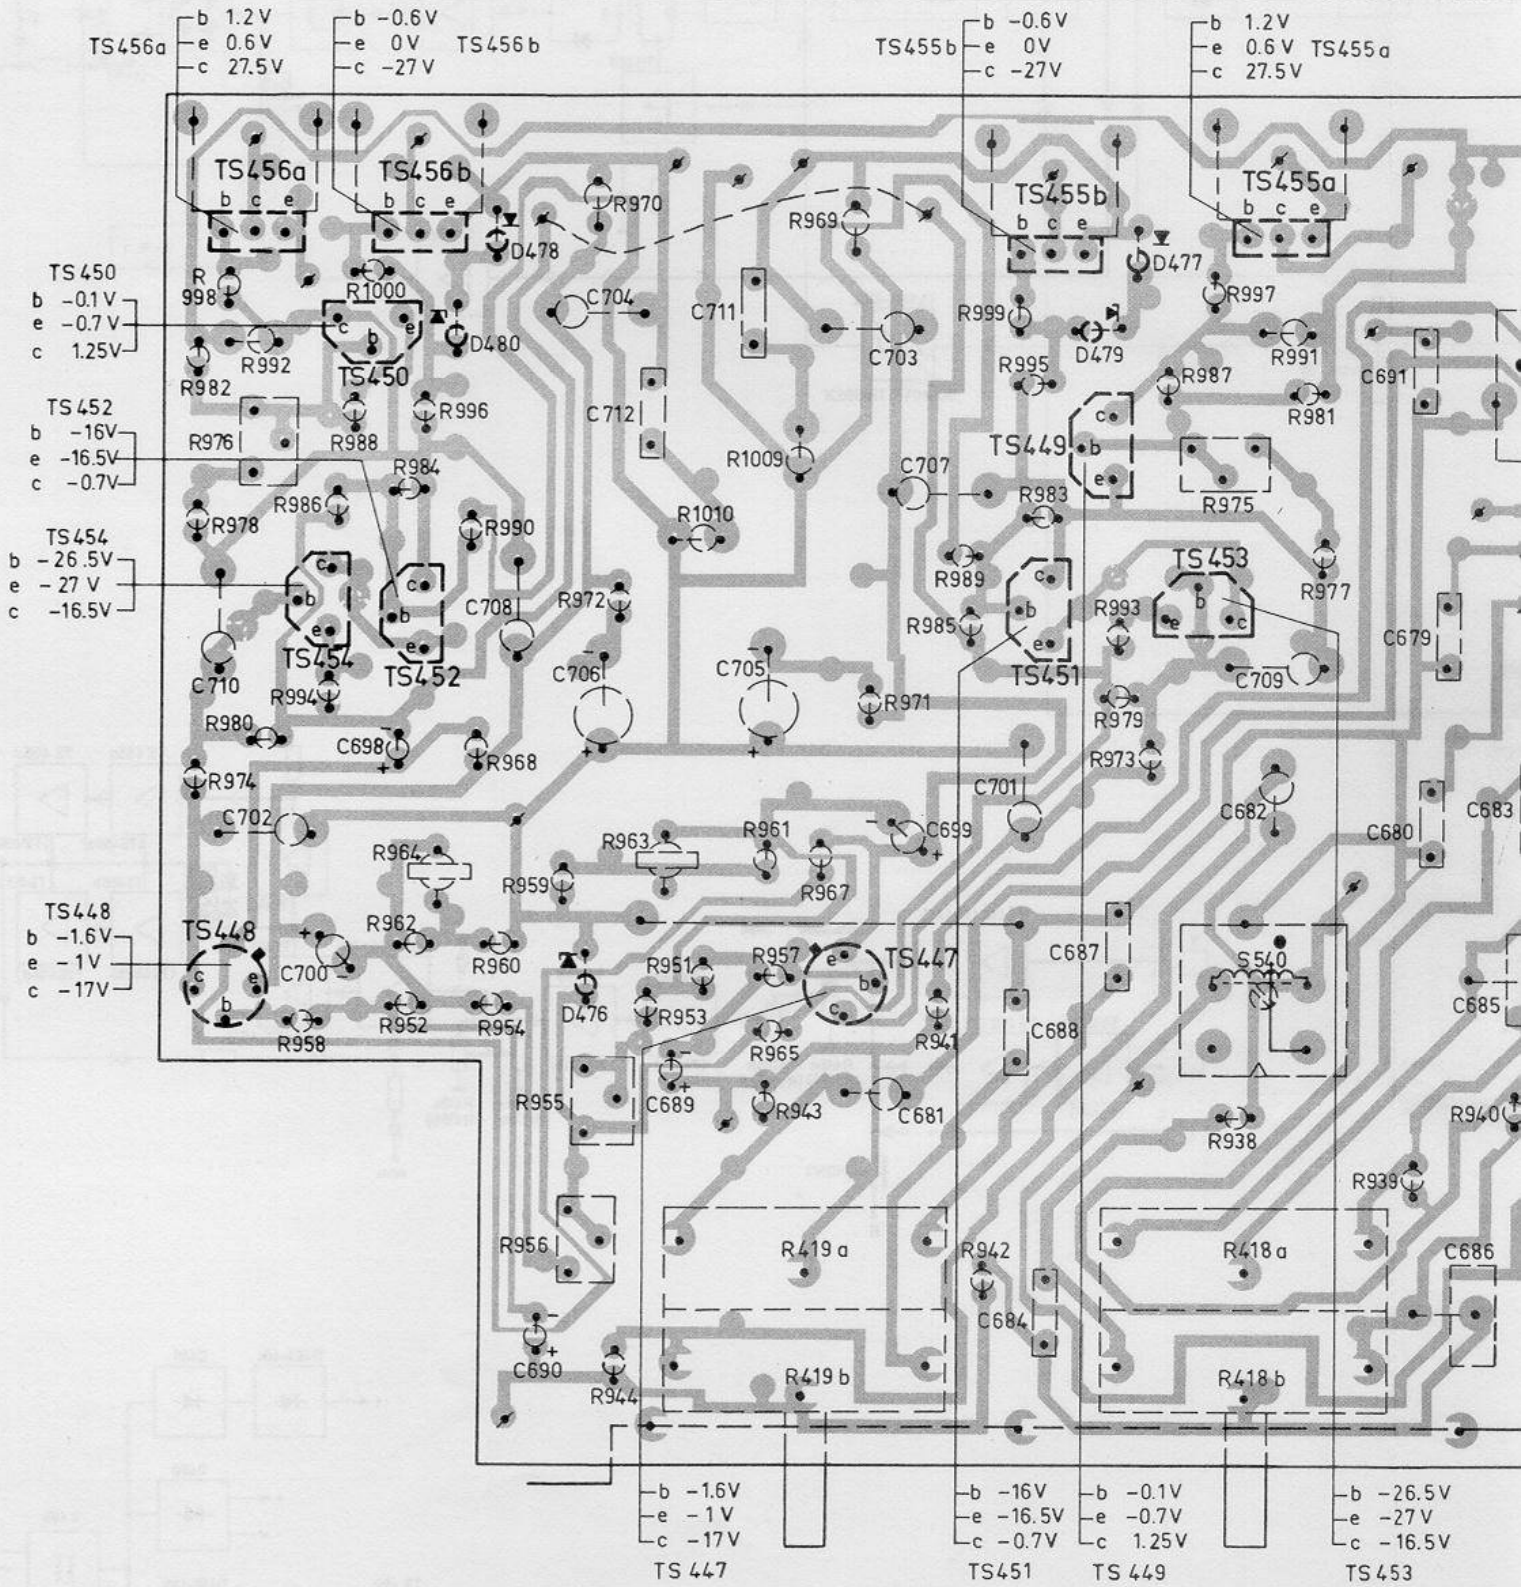 b 1.2V
TS456a e 0.6V
c 27.5V
b -0.6V
e 0V TS456b
c -27V
b -0.6V
TS455b e 0V
c -27V
b 1.2V
e 0.6V TS455a
c 27.5V
TS456a
b c e
TS456b
b c e
R970
D478
R969
TS455b
b c e
TS455a
b c e
D477
TS450
b -0.1V
e -0.7V
c 1.25V
R
998
R1000
C704
C711
R999
R997
c b e
TS450
D480
C703
D479
R991
R982
R992
R995
R987
C691
R981
TS452
b -16V
e -16.5V
c -0.7V
R976
R988
R996
C712
c
TS449 b
e
R984
R1009
C707
R975
R986
R978
R990
R1010
R983
TS454
b -26.5V
e -27V
c -16.5V
c
b
e
TS454
c
b
e
TS452
C708
R972
R989
c
b
e
TS451
R985
R993
TS453
b
e c
R977
C679
C710
R994
C706
-
+
C705
-
+
R971
R979
C709
R980
C698
-
+
R968
R974
C701
R973
C702
C682
C680
C683
R964
R963
R961
-
C699
+
R959
R967
TS448
b -1.6V
e -1V
c -17V
TS448
c e
b
+
C700
-
R962
R960
R951
R957
e
b
c
TS447
C687
S540
R958
R952
R954
D476
R953
R965
R941
C688
C685
R955
-
C689
+
R943
C681
R938
R940
R939
R956
R419a
R942
R418a
C686
C684
-
+
C690
R944
R419b
R418b
b -1.6V
e -1V
c -17V
TS447
b -16V
e -16.5V
c -0.7V
TS451
b -0.1V
e -0.7V
c 1.25V
TS449
b -26.5V
e -27V
c -16.5V
TS453